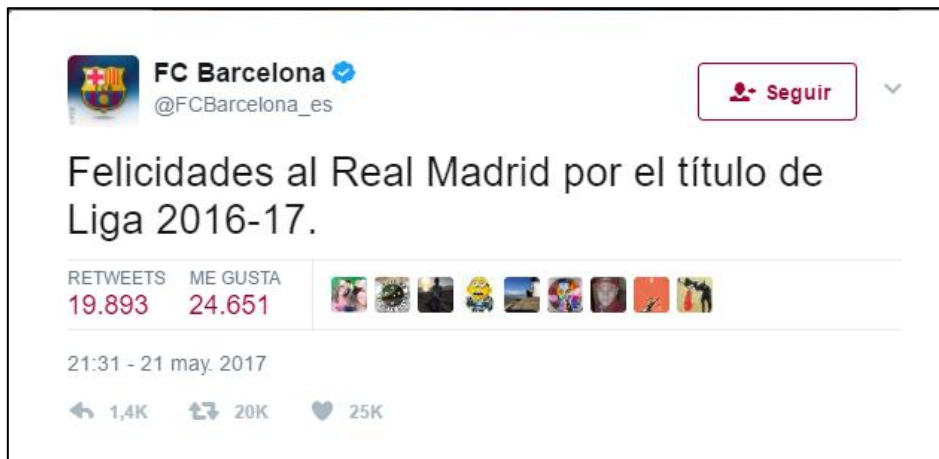 FC Barcelona
@FCBarcelona_es
Seguir
Felicidades al Real Madrid por el título de
Liga 2016-17.
RETWEETS ME GUSTA
19.893 24.651
21:31 - 21 may. 2017
1,4K 20K 25K